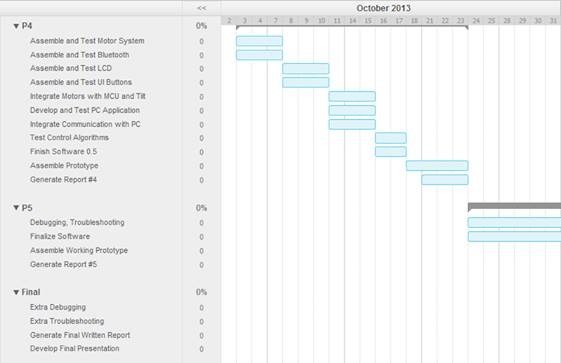 << October 2013
2 3 4 7 8 9 10 11 14 15 16 17 18 21 22 23 24 25 28 29 30 31
P4 0%
Assemble and Test Motor System 0
Assemble and Test Bluetooth 0
Assemble and Test LCD 0
Assemble and Test UI Buttons 0
Integrate Motors with MCU and Tilt 0
Develop and Test PC Application 0
Integrate Communication with PC 0
Test Control Algorithms 0
Finish Software 0.5 0
Assemble Prototype 0
Generate Report #4 0
P5 0%
Debugging, Troubleshooting 0
Finalize Software 0
Assemble Working Prototype 0
Generate Report #5 0
Final 0%
Extra Debugging 0
Extra Troubleshooting 0
Generate Final Written Report 0
Develop Final Presentation 0